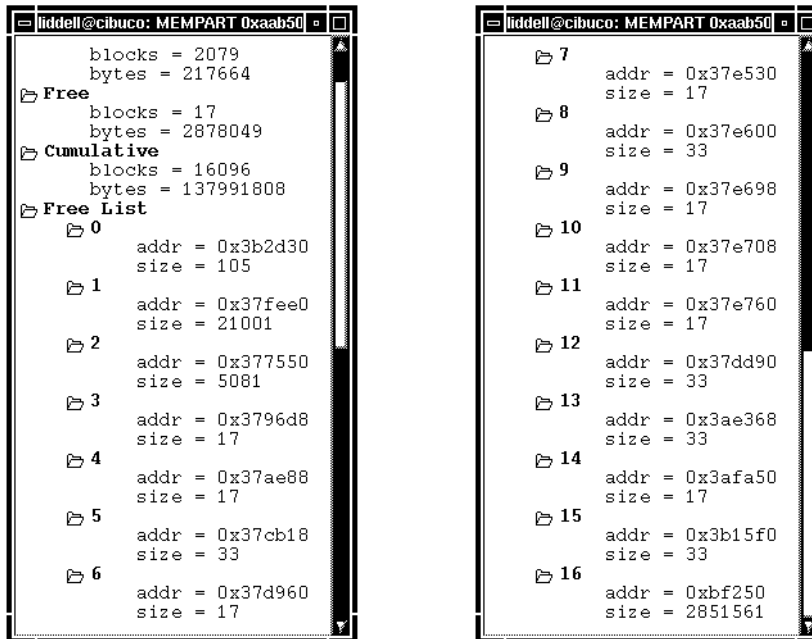 liddell@cibuco: MEMPART 0xaab50
blocks = 2079
bytes = 217664
Free
blocks = 17
bytes = 2878049
Cumulative
blocks = 16096
bytes = 137991808
Free List
0
addr = 0x3b2d30
size = 105
1
addr = 0x37fee0
size = 21001
2
addr = 0x377550
size = 5081
3
addr = 0x3796d8
size = 17
4
addr = 0x37ae88
size = 17
5
addr = 0x37cb18
size = 33
6
addr = 0x37d960
size = 17
liddell@cibuco: MEMPART 0xaab50
7
addr = 0x37e530
size = 17
8
addr = 0x37e600
size = 33
9
addr = 0x37e698
size = 17
10
addr = 0x37e708
size = 17
11
addr = 0x37e760
size = 17
12
addr = 0x37dd90
size = 33
13
addr = 0x3ae368
size = 33
14
addr = 0x3afa50
size = 17
15
addr = 0x3b15f0
size = 33
16
addr = 0xbf250
size = 2851561